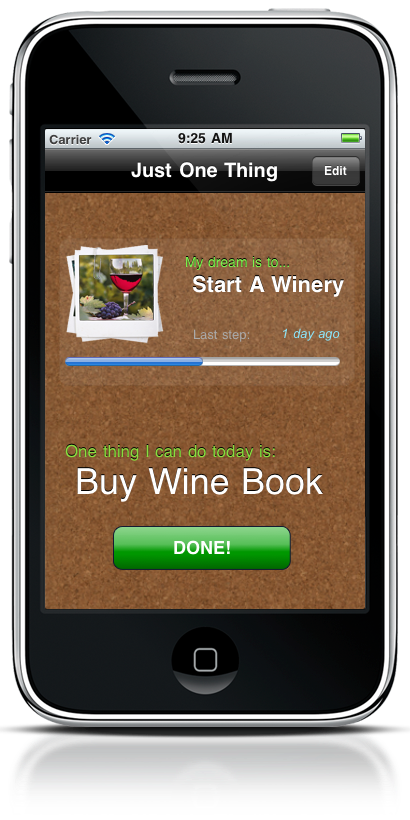 Carrier 9:25 AM
Just One Thing Edit
My dream is to...
Start A Winery
Last step: 1 day ago
One thing I can do today is:
Buy Wine Book
DONE!